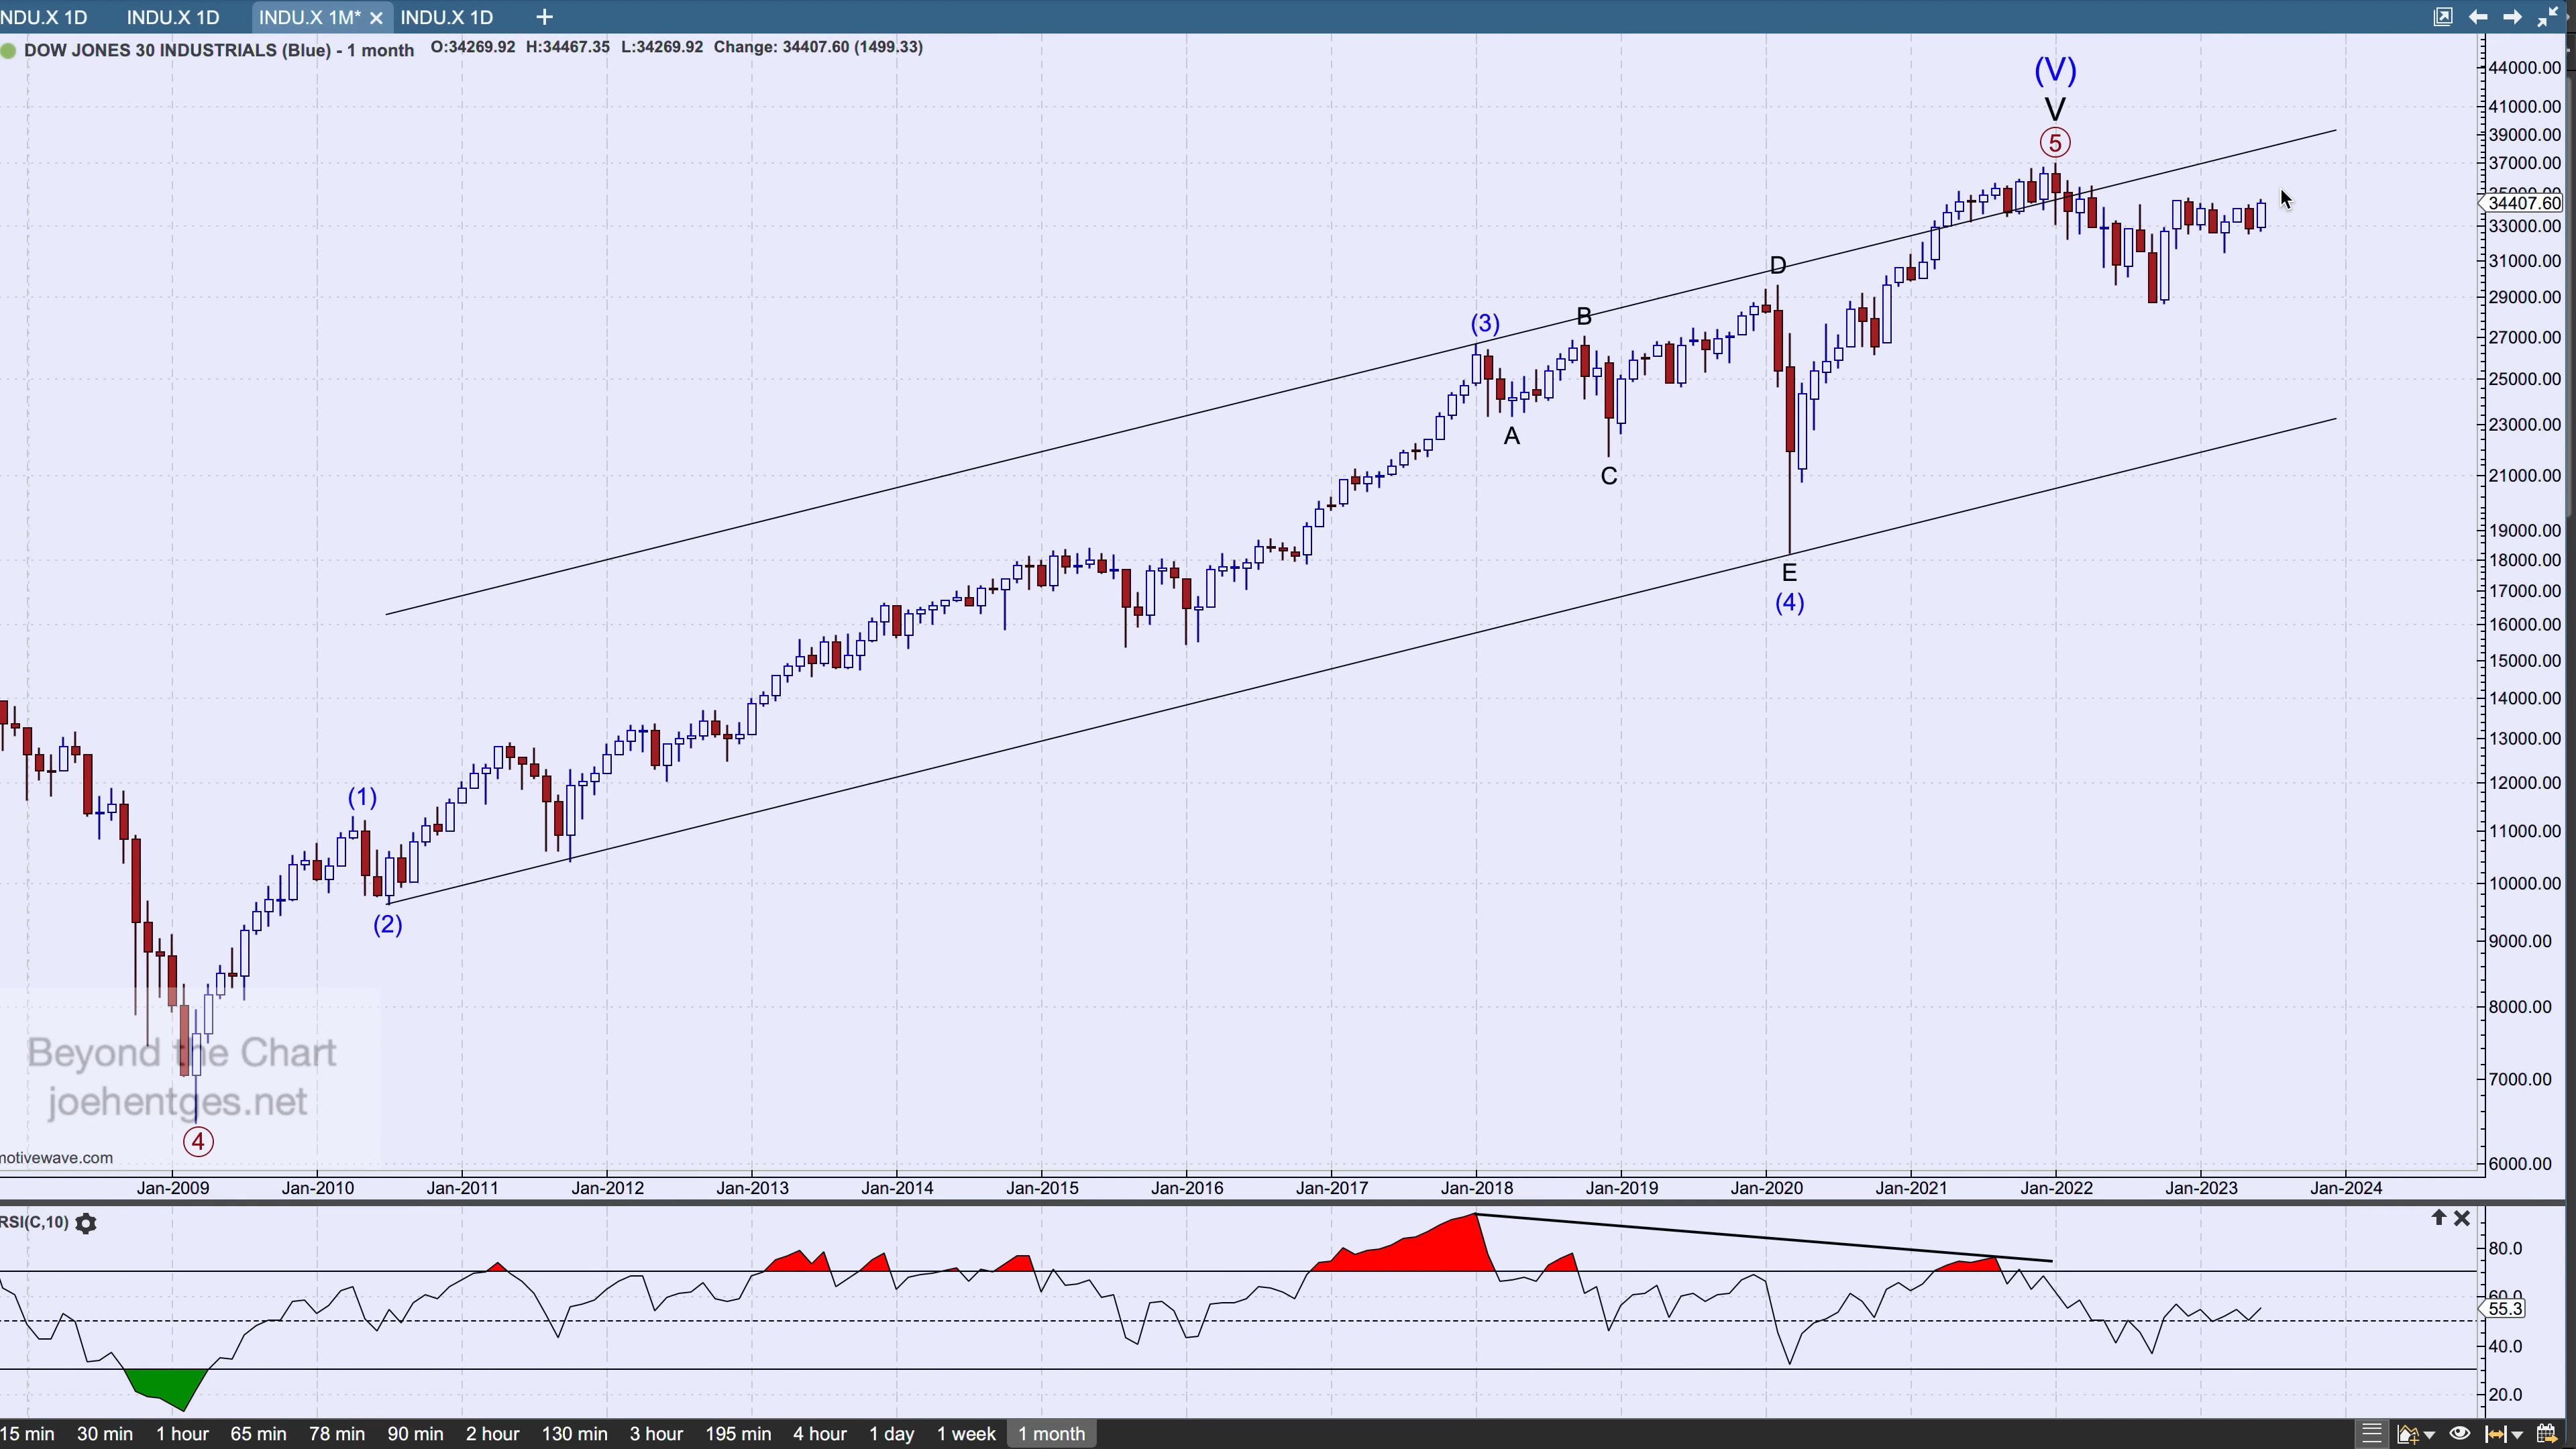 NDU.X 1D INDU.X 1D INDU.X 1M* INDU.X 1D
DOW JONES 30 INDUSTRIALS (Blue) - 1 month O:34269.92 H:34467.35 L:34269.92 Change: 34407.60 (1499.33)
(V)
V
5
44000.00
41000.00
39000.00
37000.00
35000.00
34407.60
33000.00
31000.00
29000.00
27000.00
25000.00
23000.00
21000.00
19000.00
18000.00
17000.00
16000.00
15000.00
14000.00
13000.00
12000.00
11000.00
10000.00
9000.00
8000.00
7000.00
6000.00
D
B
(3)
A
C
E
(4)
(1)
(2)
Beyond the Chart
joehentges.net
4
motivewave.com
Jan-2009 Jan-2010 Jan-2011 Jan-2012 Jan-2013 Jan-2014 Jan-2015 Jan-2016 Jan-2017 Jan-2018 Jan-2019 Jan-2020 Jan-2021 Jan-2022 Jan-2023 Jan-2024
RSI(C,10)
80.0
60.0
55.3
40.0
20.0
15 min 30 min 1 hour 65 min 78 min 90 min 2 hour 130 min 3 hour 195 min 4 hour 1 day 1 week 1 month